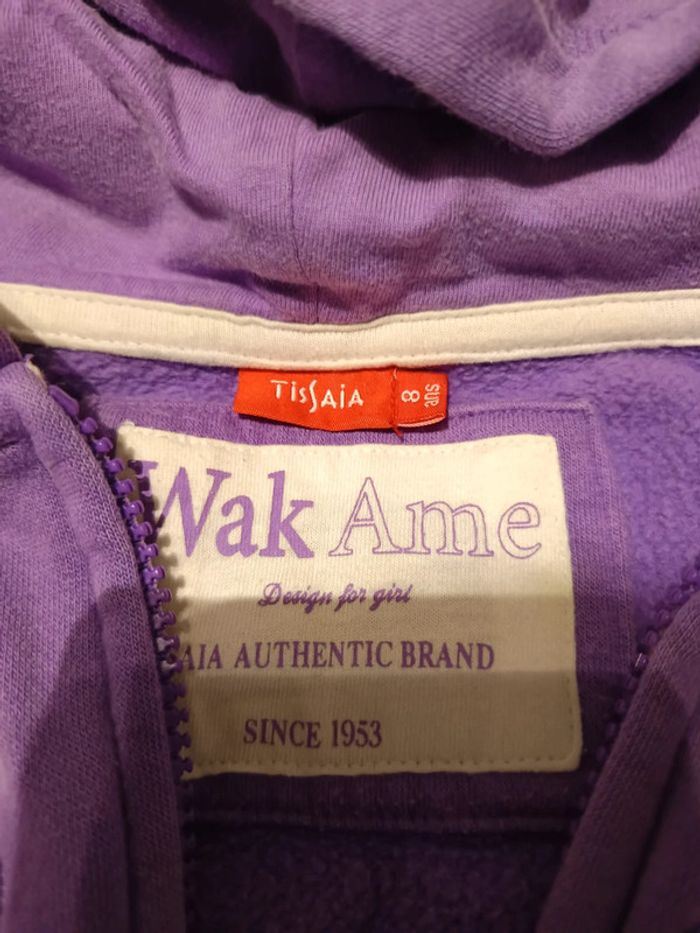 TISSAIA
8
ans
Wak Ame
Design for girl
AIA AUTHENTIC BRAND
SINCE 1953